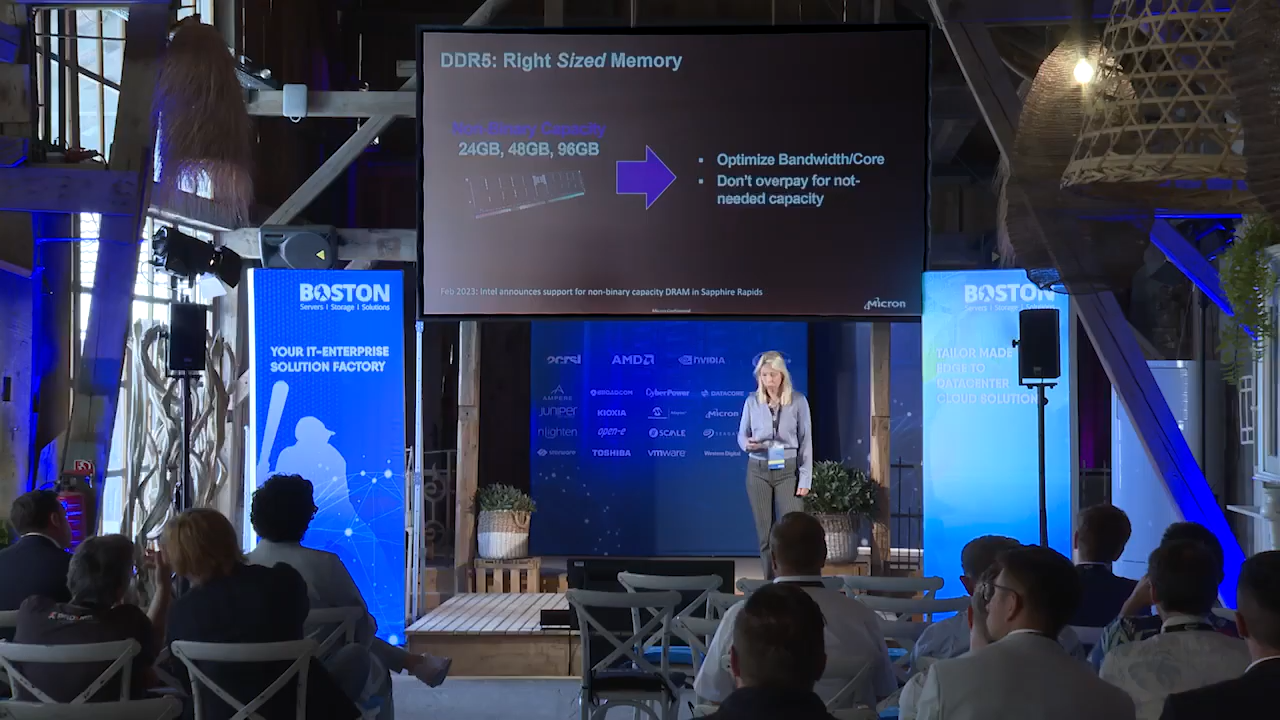 DDR5: Right Sized Memory
Non-Binary Capacity
24GB, 48GB, 96GB
▪ Optimize Bandwidth/Core
▪ Don't overpay for not-
needed capacity
Feb 2023: Intel announces support for non-binary capacity DRAM in Sapphire Rapids
Micron
BOSTON
Servers | Storage | Solutions
YOUR IT-ENTERPRISE
SOLUTION FACTORY
BOSTON
Servers | Storage | Solutions
TAILOR MADE
EDGE TO
DATACENTER
CLOUD SOLUTION
AMD
NVIDIA
AMPERE
BROADCOM
CyberPower
DATACORE
JUNIPER
KIOXIA
Micron
nlighten
open-e
SCALE
TOSHIBA
vmware
Western Digital